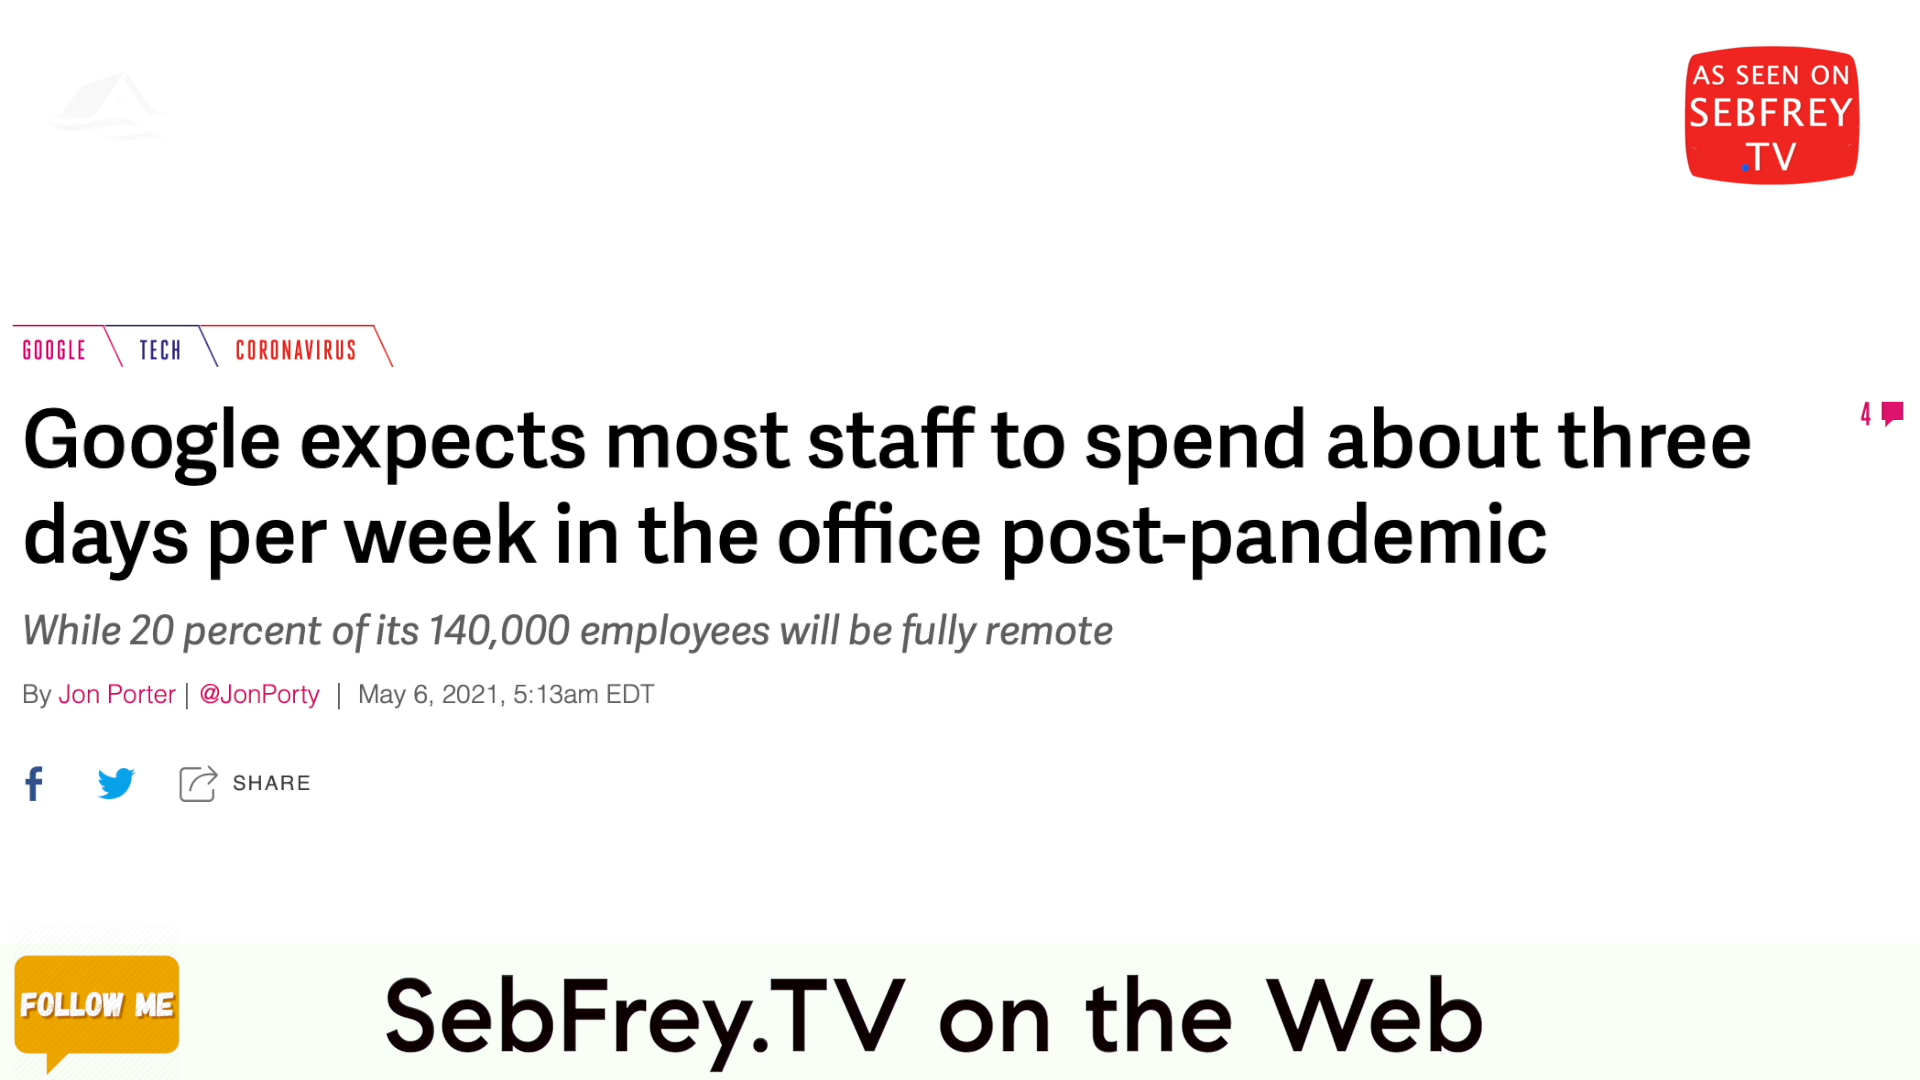 AS SEEN ON
SEBFREY
.TV
GOOGLE
TECH
CORONAVIRUS
Google expects most staff to spend about three
days per week in the office post-pandemic
4
While 20 percent of its 140,000 employees will be fully remote
By Jon Porter | @JonPorty | May 6, 2021, 5:13am EDT
f
SHARE
FOLLOW ME
SebFrey.TV on the Web